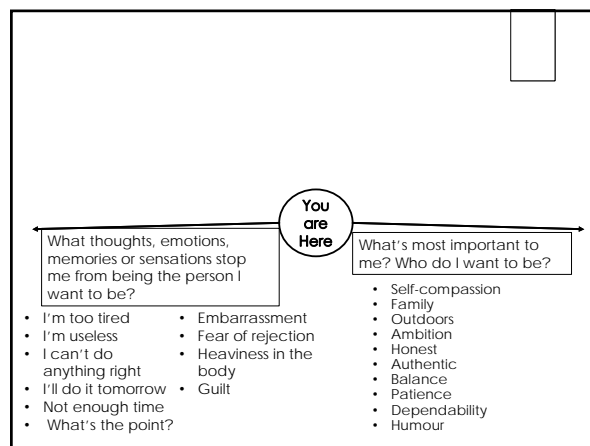 You
are
Here
What thoughts, emotions,
memories or sensations stop
me from being the person I
want to be?
• I'm too tired
• I'm useless
• I can't do
anything right
• I'll do it tomorrow
• Not enough time
• What's the point?
• Embarrassment
• Fear of rejection
• Heaviness in the
body
• Guilt
What's most important to
me? Who do I want to be?
• Self-compassion
• Family
• Outdoors
• Ambition
• Honest
• Authentic
• Balance
• Patience
• Dependability
• Humour